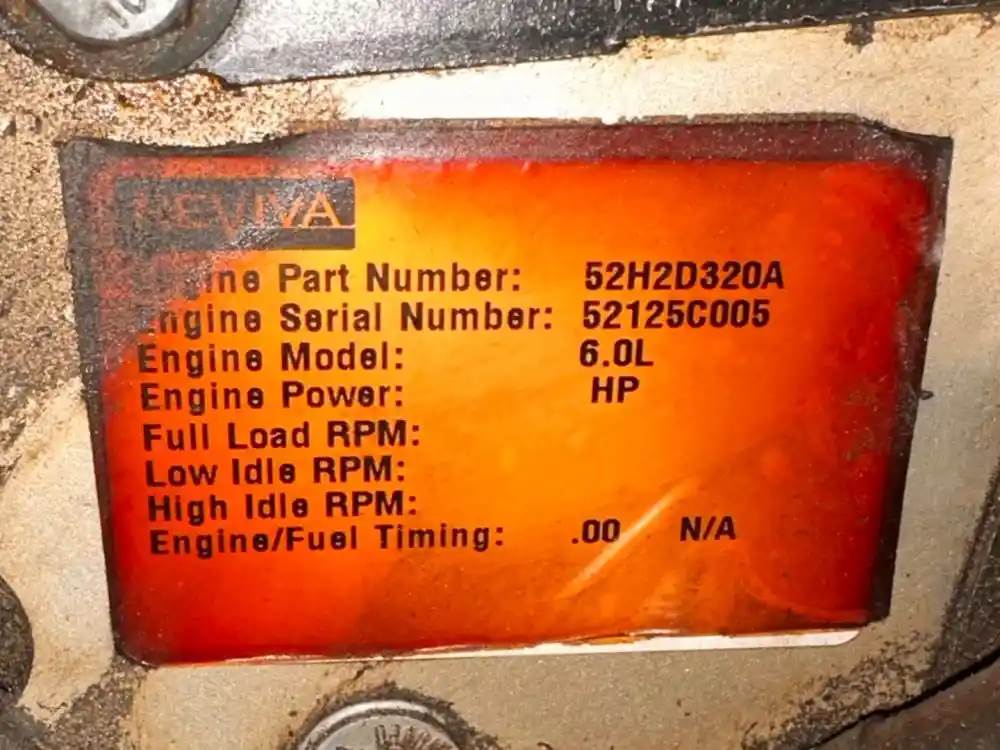 REVIVA
Engine Part Number: 52H2D320A
Engine Serial Number: 52125C005
Engine Model: 6.0L
Engine Power: HP
Full Load RPM:
Low Idle RPM:
High Idle RPM:
Engine/Fuel Timing: .00 N/A